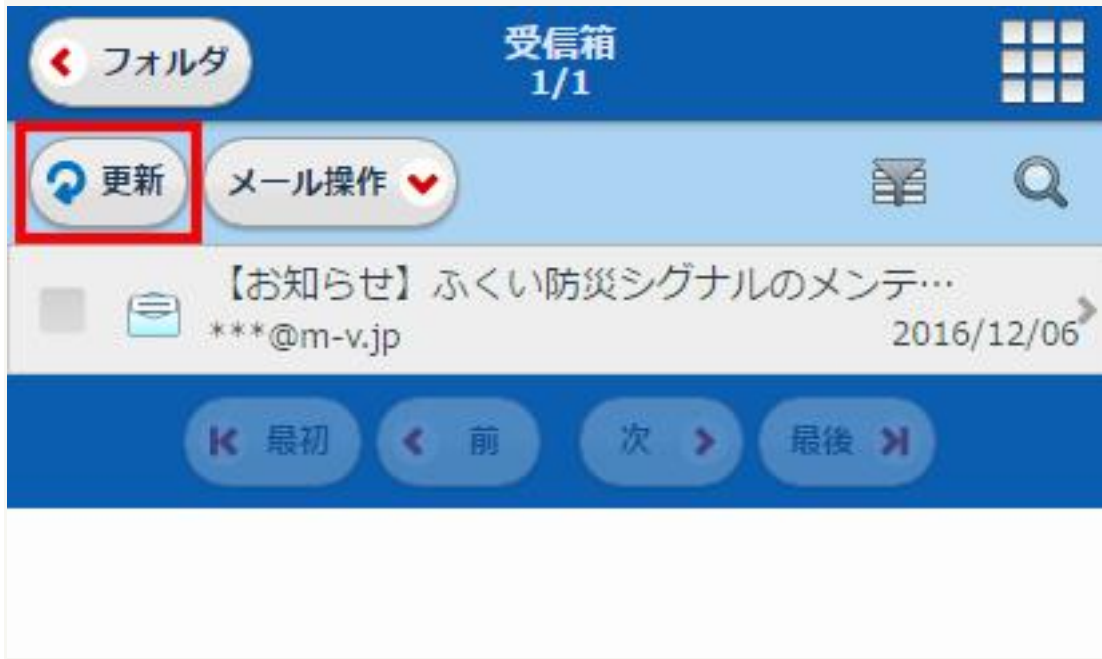 フォルダ
受信箱
1/1
更新
メール操作
【お知らせ】ふくい防災シグナルのメンテ…
***@m-v.jp
2016/12/06
最初
前
次
最後